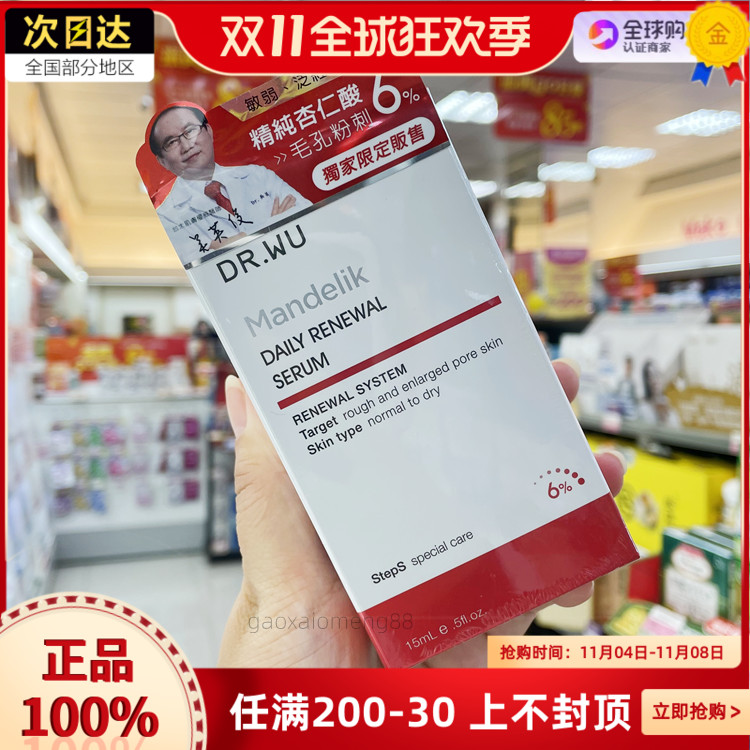 次日达
全国部分地区
双11全球狂欢季
全球购
认证商家
金
敏弱
精純杏仁酸
6%
>>毛孔粉刺
獨家限定販售
DR.WU
Mandelik
DAILY RENEWAL
SERUM
RENEWAL SYSTEM
Target rough and enlarged pore skin
Skin type normal to dry
6%
StepS special care
15mL e .5fl.oz.
gaoxalomeng88
抢购时间：11月04日-11月08日
正品
100%
任满200-30 上不封顶
立即抢购 >